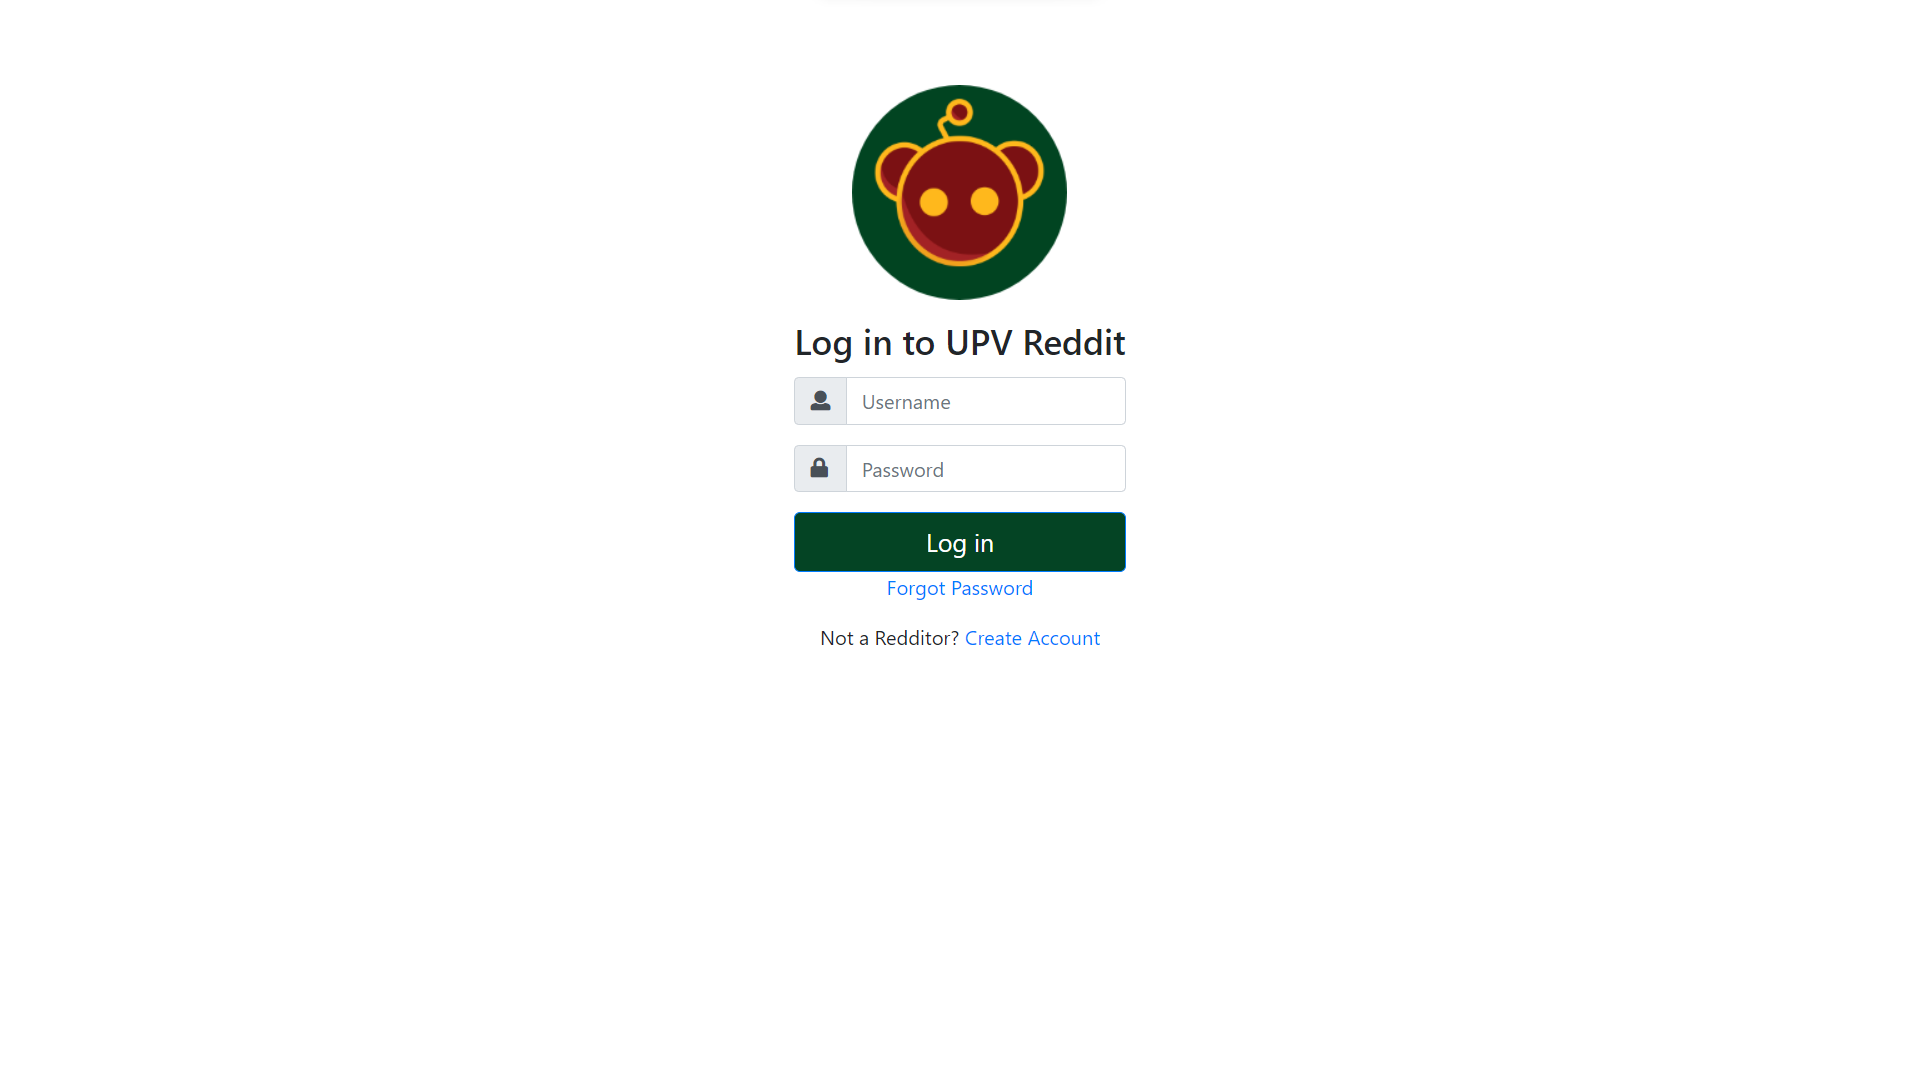 Log in to UPV Reddit
Username
Password
Log in
Forgot Password
Not a Redditor? Create Account